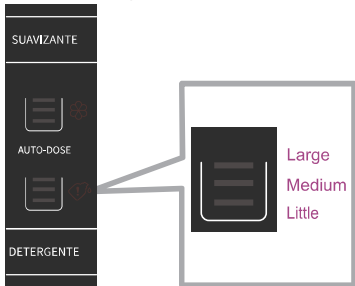 SUAVIZANTE
AUTO-DOSE
DETERGENTE
Large
Medium
Little